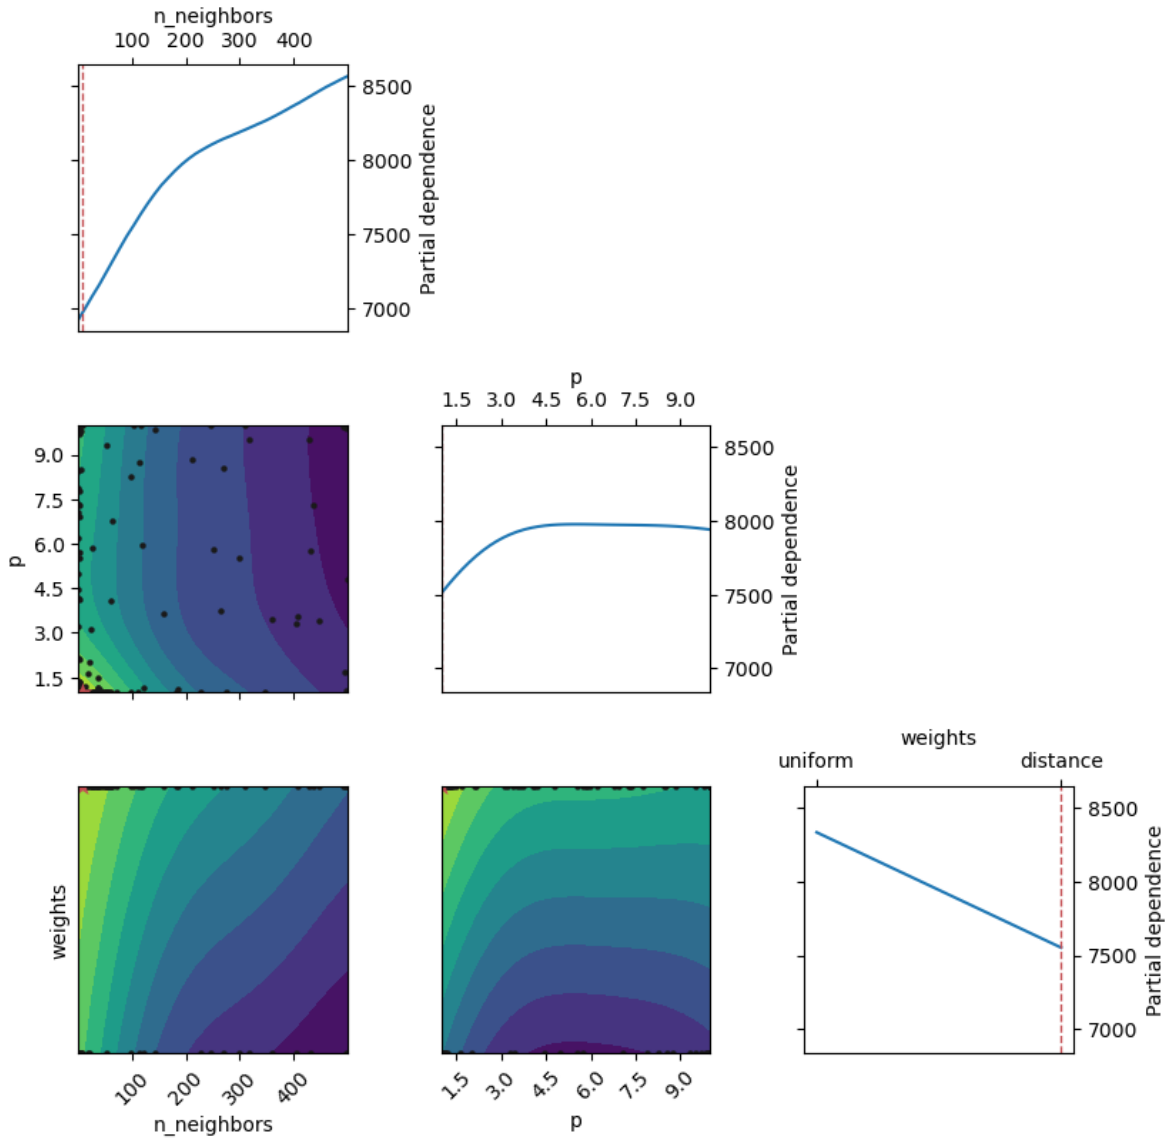 n_neighbors
100 200 300 400
8500
8000
7500
7000
Partial dependence
p
1.5 3.0 4.5 6.0 7.5 9.0
9.0
7.5
6.0
4.5
3.0
1.5
p
8500
8000
7500
7000
Partial dependence
weights
uniform distance
weights
8500
8000
7500
7000
Partial dependence
100 200 300 400
n_neighbors
1.5 3.0 4.5 6.0 7.5 9.0
p